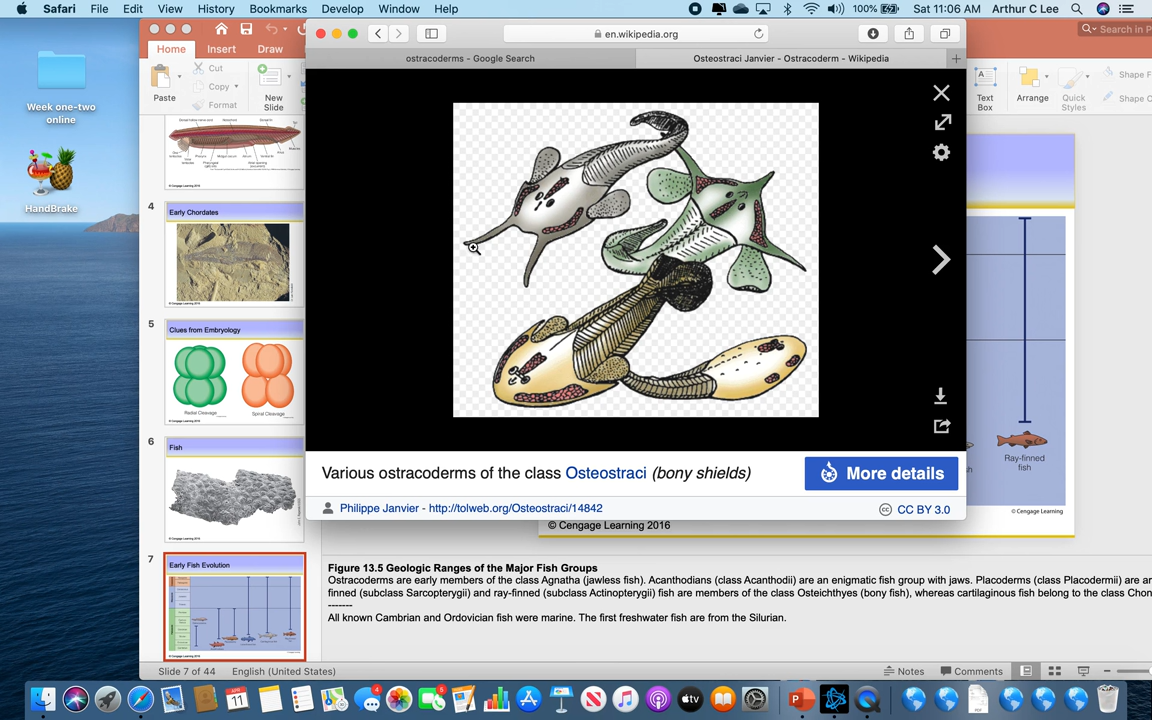 Safari File Edit View History Bookmarks Develop Window Help 100% Sat 11:06 AM Arthur C Lee
Week one-two
online
HandBrake
Home Insert Draw
Paste
Cut
Copy
Format
New
Slide
en.wikipedia.org
ostracoderms – Google Search
Osteostraci Janvier - Ostracoderm - Wikipedia
Search in P
Text
Box
Arrange
Quick
Styles
Shape F
Shape O
4
Early Chordates
5
Clues from Embryology
Radial Cleavage Spiral Cleavage
6
Fish
7
Early Fish Evolution
Various ostracoderms of the class Osteostraci (bony shields)
More details
Philippe Janvier - http://tolweb.org/Osteostraci/14842
CC BY 3.0
Ray-finned
fish
© Cengage Learning
© Cengage Learning 2016
Figure 13.5 Geologic Ranges of the Major Fish Groups
Ostracoderms are early members of the class Agnatha (jawless fish). Acanthodians (class Acanthodii) are an enigmatic fish group with jaws. Placoderms (class Placodermii) are ar
finned (subclass Sarcopterygii) and ray-finned (subclass Actinopterygii) fish are members of the class Osteichthyes (bony fish), whereas cartilaginous fish belong to the class Chon
-------
All known Cambrian and Ordovician fish were marine. The first freshwater fish are from the Silurian.
Slide 7 of 44 English (United States) Notes Comments